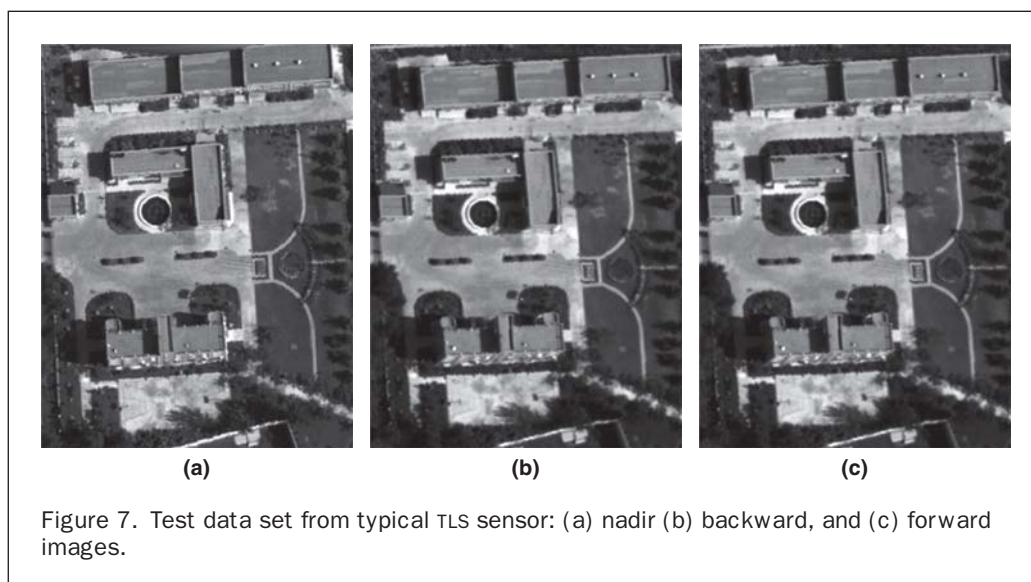 (a)
(b)
(c)
Figure 7. Test data set from typical TLS sensor: (a) nadir (b) backward, and (c) forward
images.